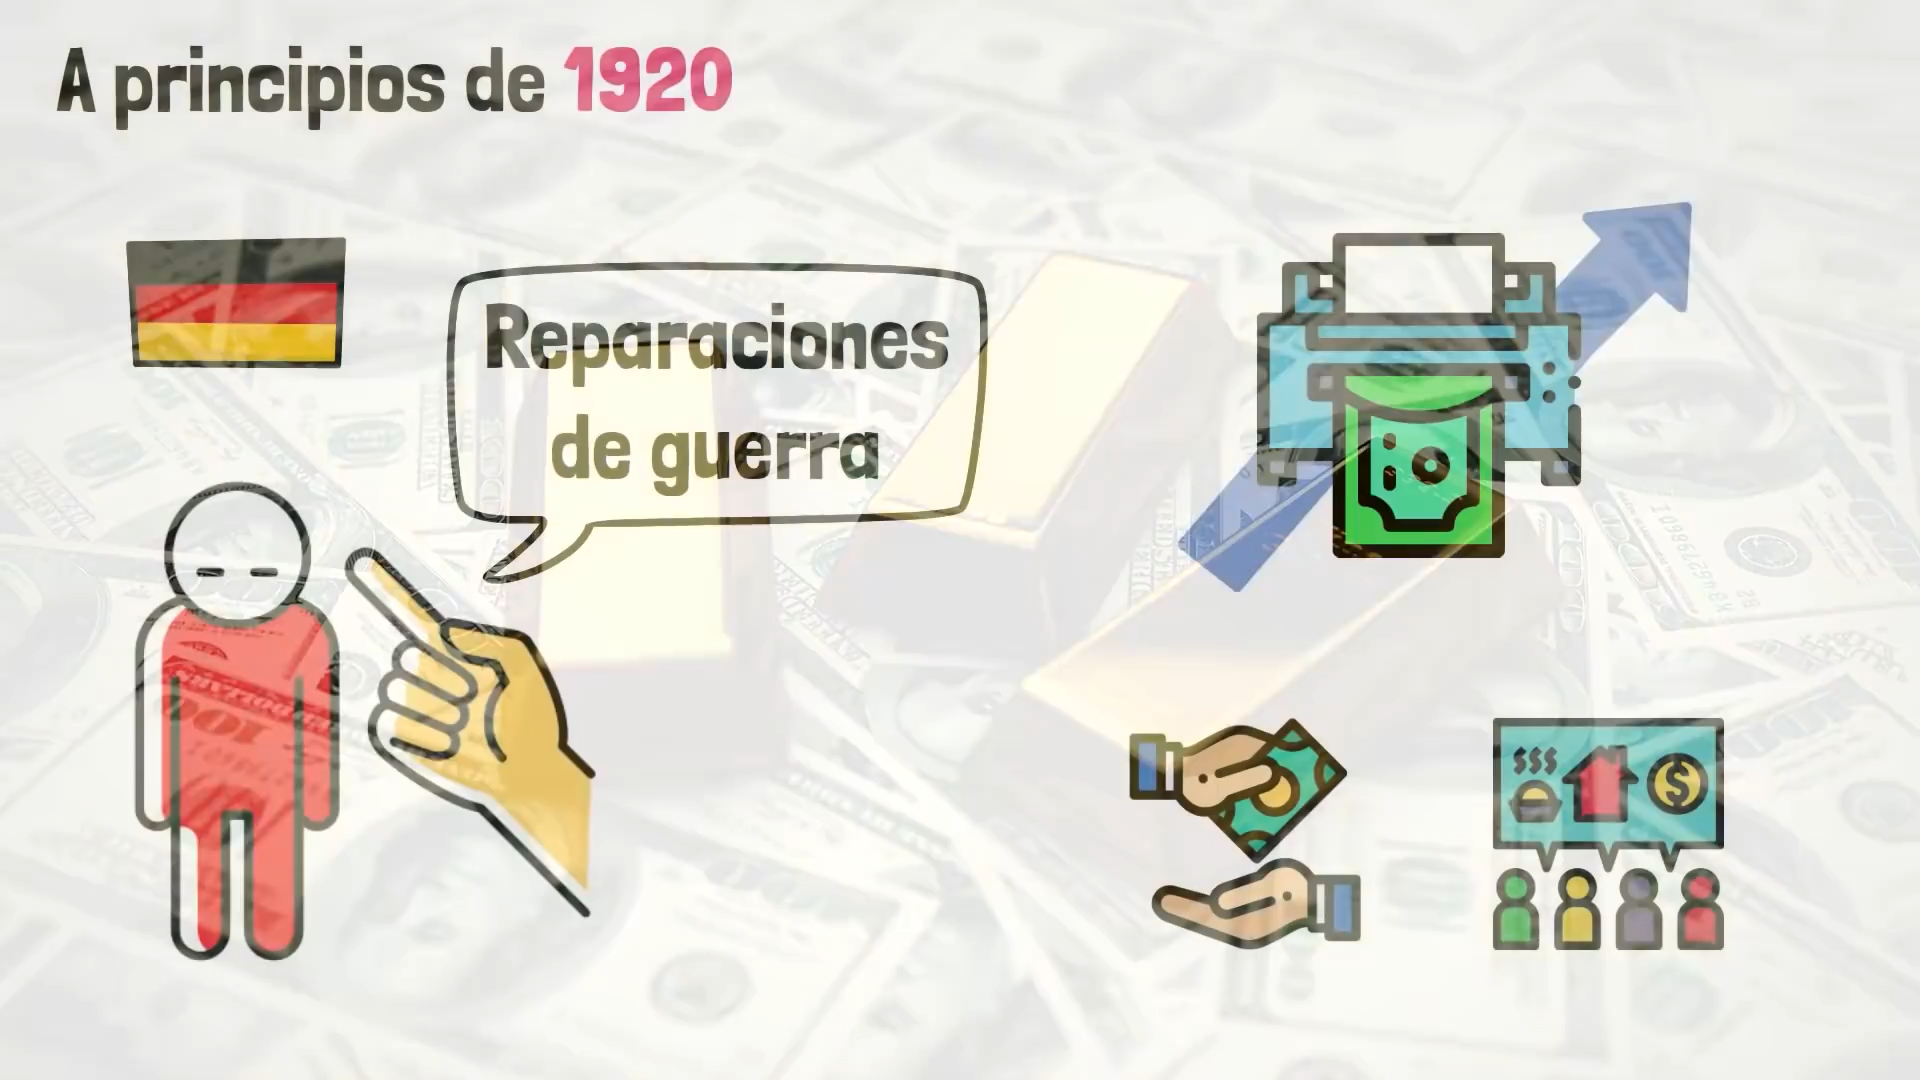 A principios de 1920
Reparaciones
de guerra